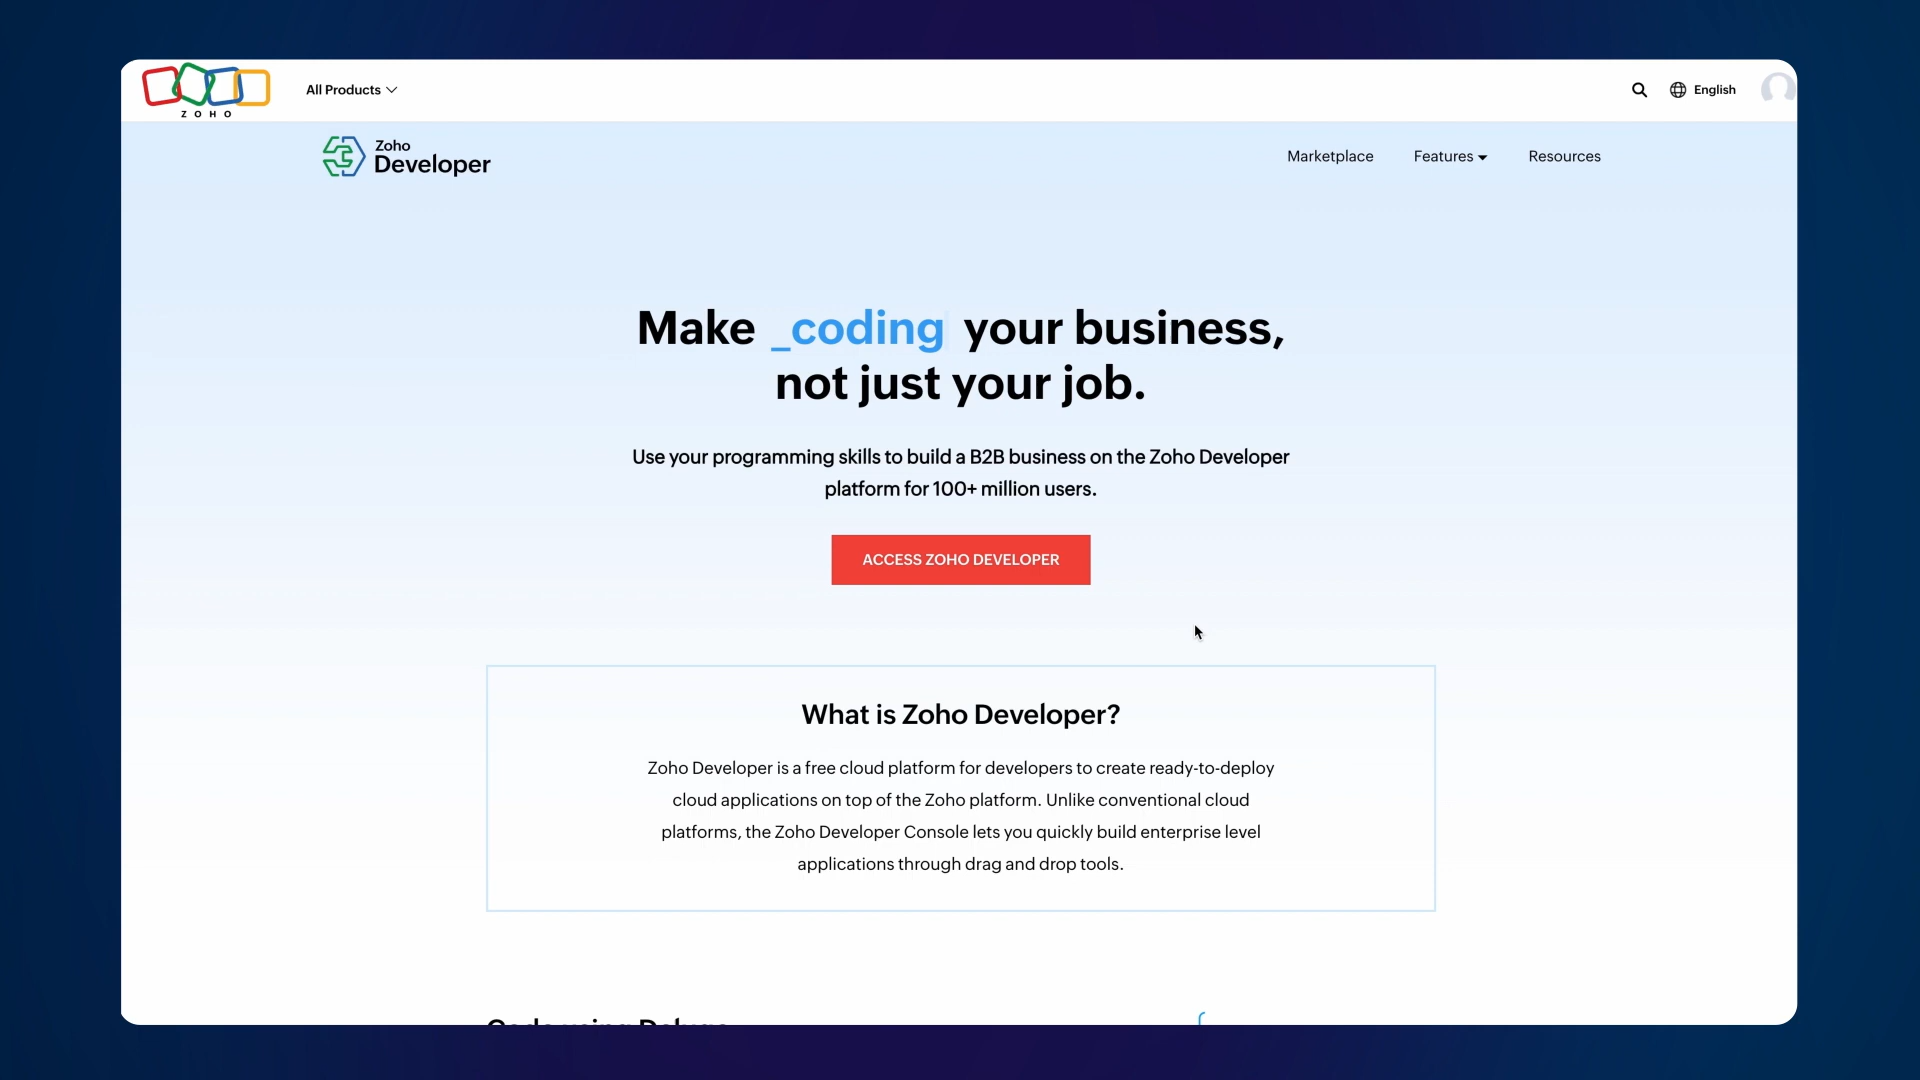 ZOHO
All Products
English
Zoho
Developer
Marketplace
Features
Resources
Make _coding your business,
not just your job.
Use your programming skills to build a B2B business on the Zoho Developer
platform for 100+ million users.
ACCESS ZOHO DEVELOPER
What is Zoho Developer?
Zoho Developer is a free cloud platform for developers to create ready-to-deploy
cloud applications on top of the Zoho platform. Unlike conventional cloud
platforms, the Zoho Developer Console lets you quickly build enterprise level
applications through drag and drop tools.
Code using Deluge